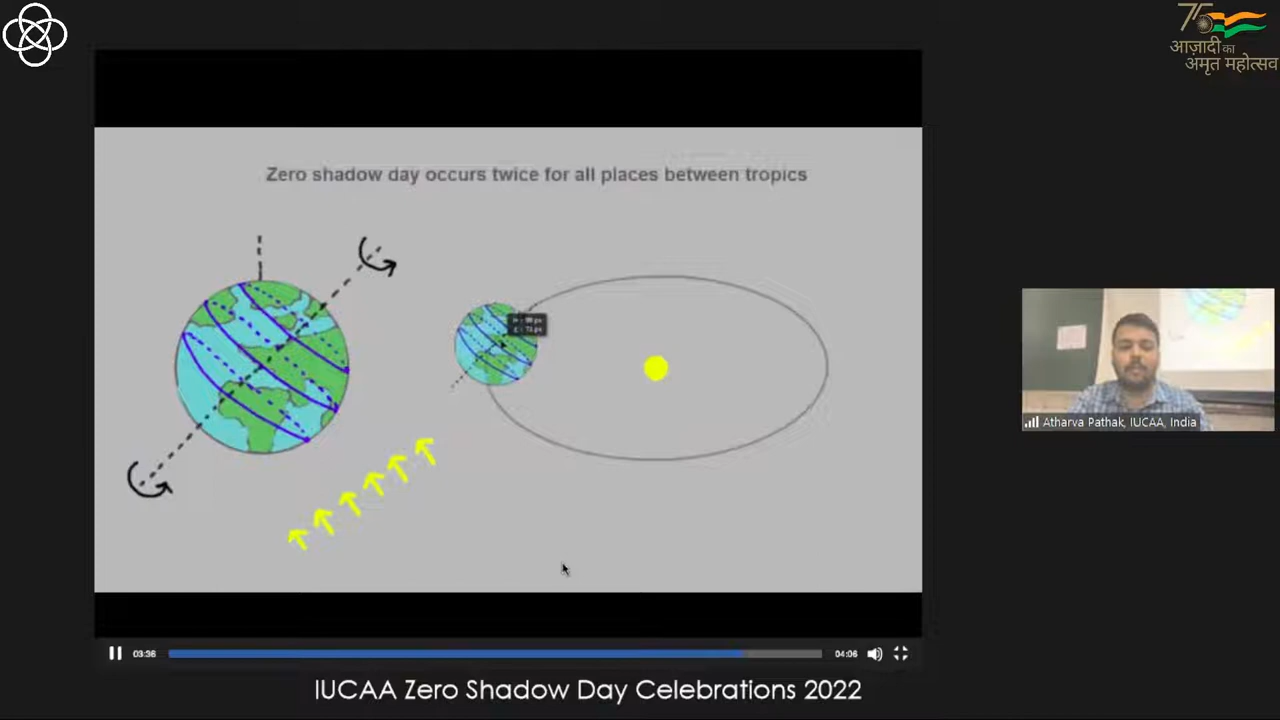 75
आज़ादी का
अमृत महोत्सव
Zero shadow day occurs twice for all places between tropics
Atharva Pathak, IUCAA, India
03:36
04:06
IUCAA Zero Shadow Day Celebrations 2022